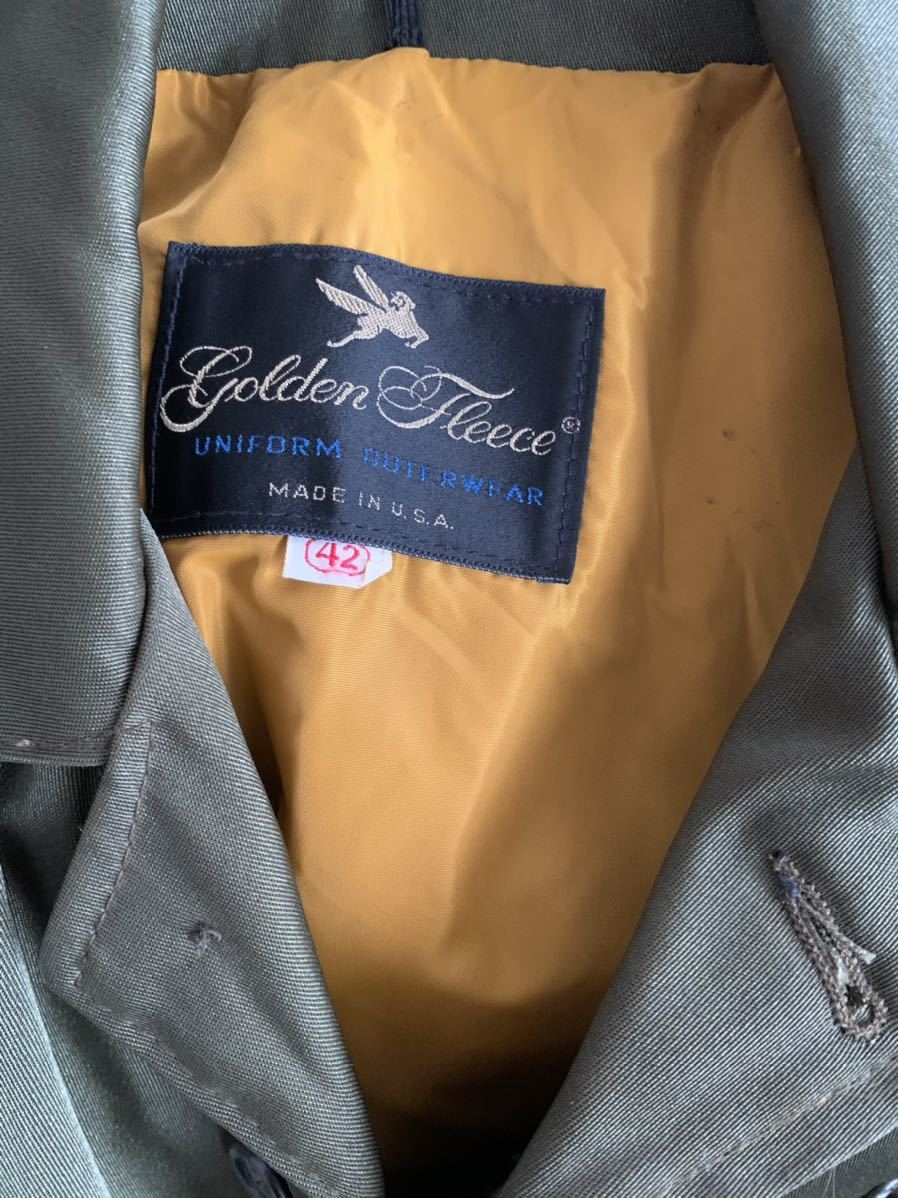 Golden Fleece®
UNIFORM OUTERWEAR
MADE IN U.S.A.
42